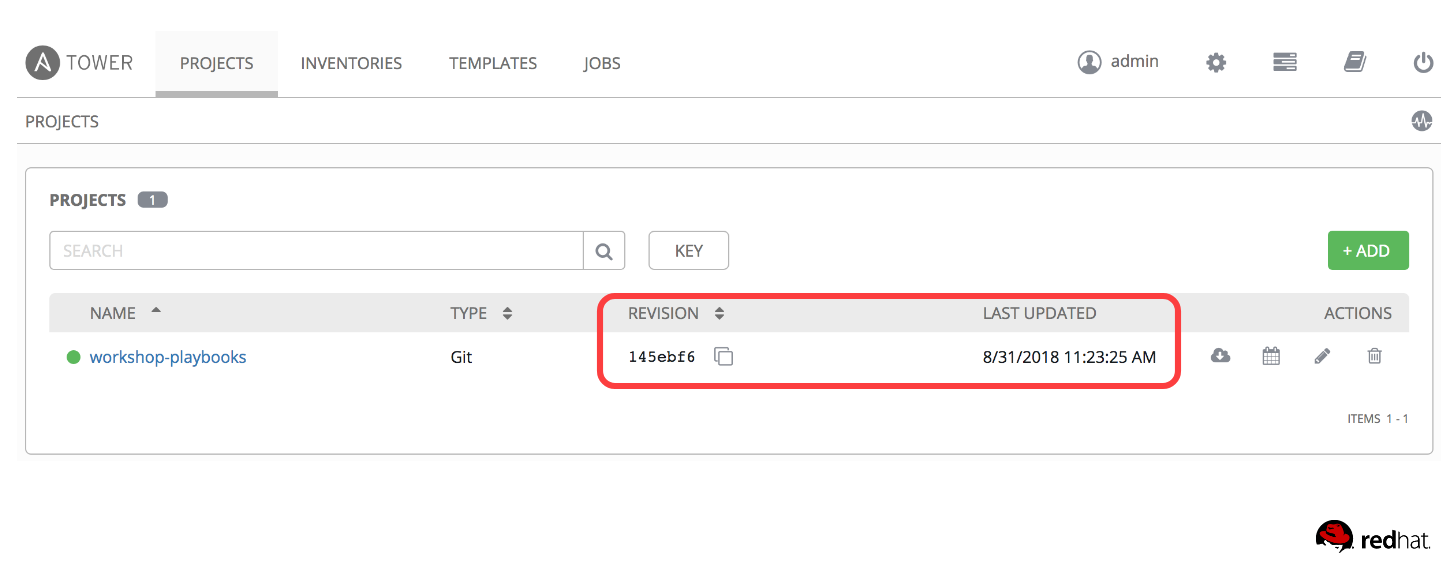 TOWER PROJECTS INVENTORIES TEMPLATES JOBS admin
PROJECTS
PROJECTS 1
SEARCH KEY + ADD
NAME TYPE REVISION LAST UPDATED ACTIONS
workshop-playbooks Git 145ebf6 8/31/2018 11:23:25 AM
ITEMS 1 - 1
redhat.